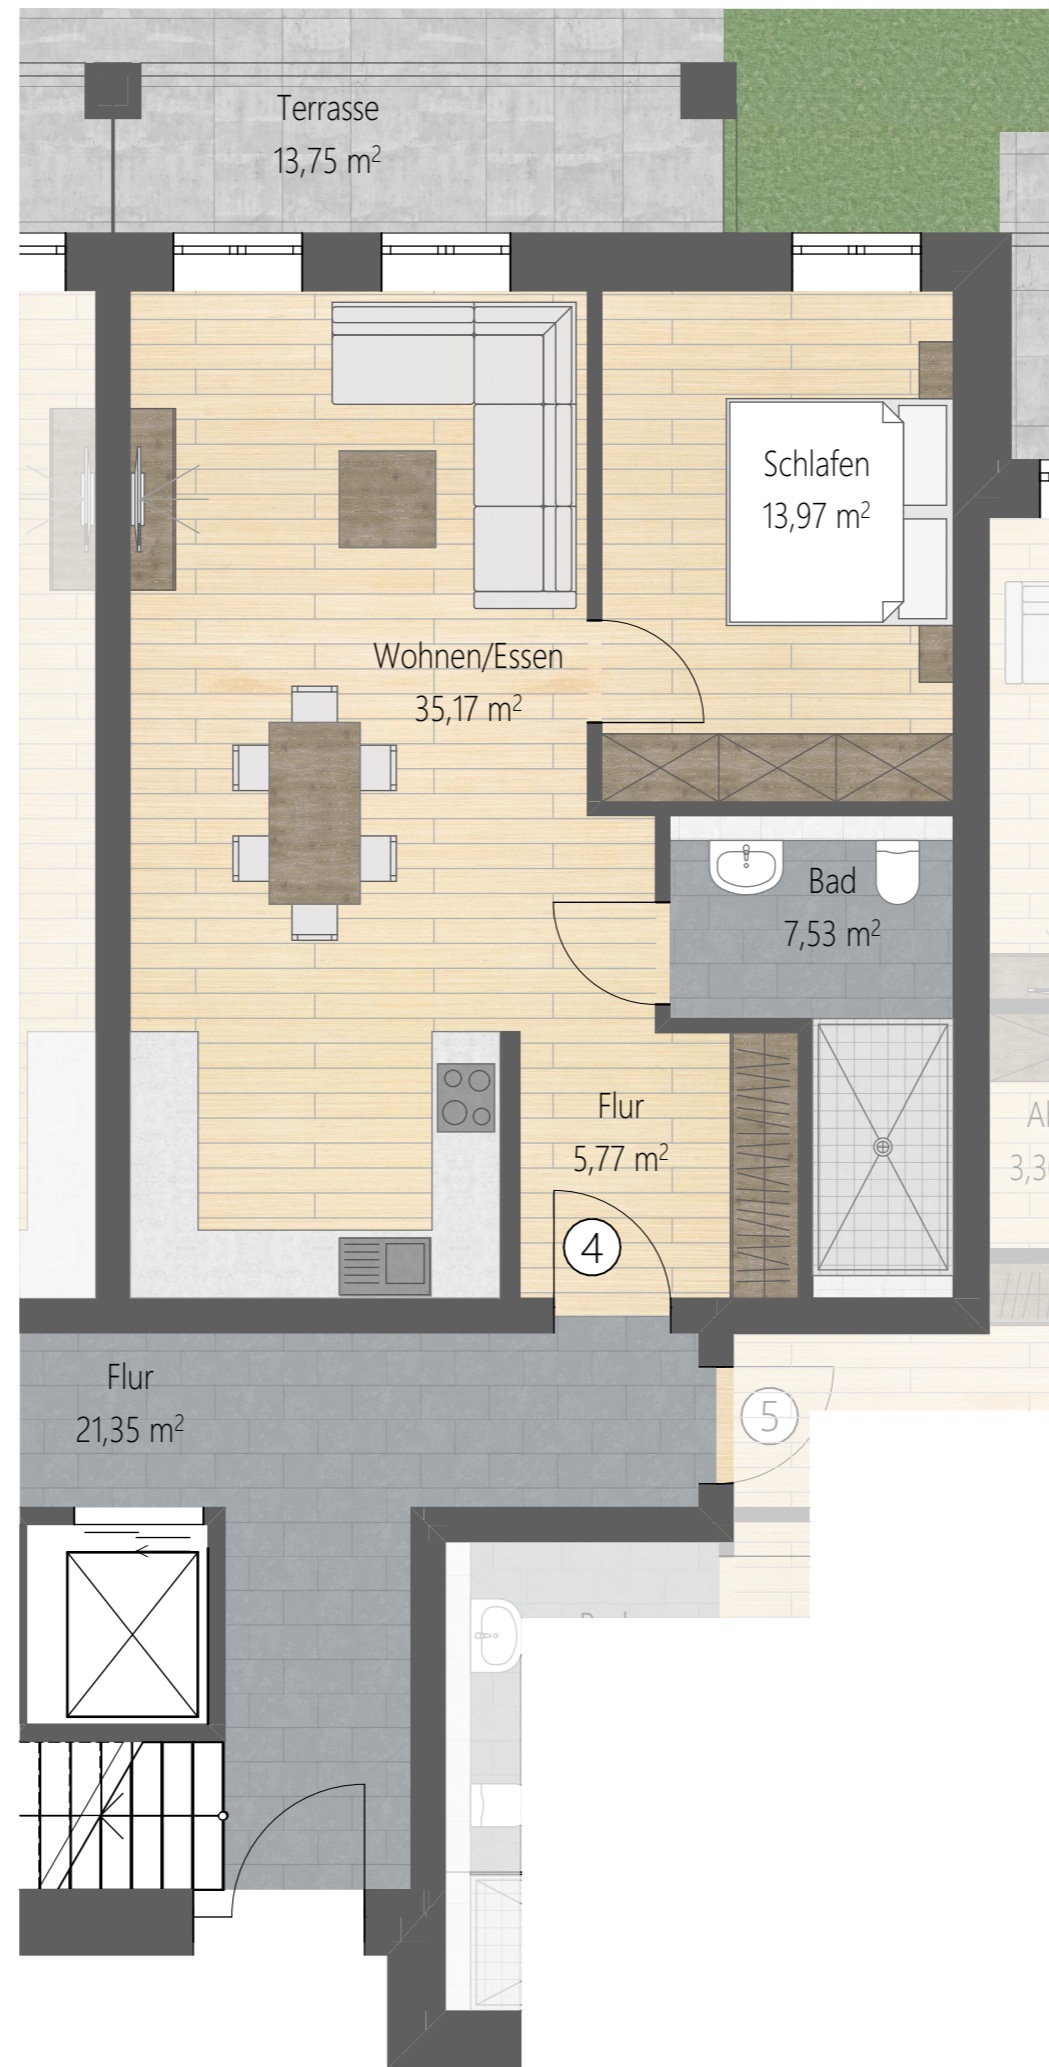 Terrasse
13,75 m²
Schlafen
13,97 m²
Wohnen/Essen
35,17 m²
Bad
7,53 m²
Flur
5,77 m²
4
Flur
21,35 m²
5